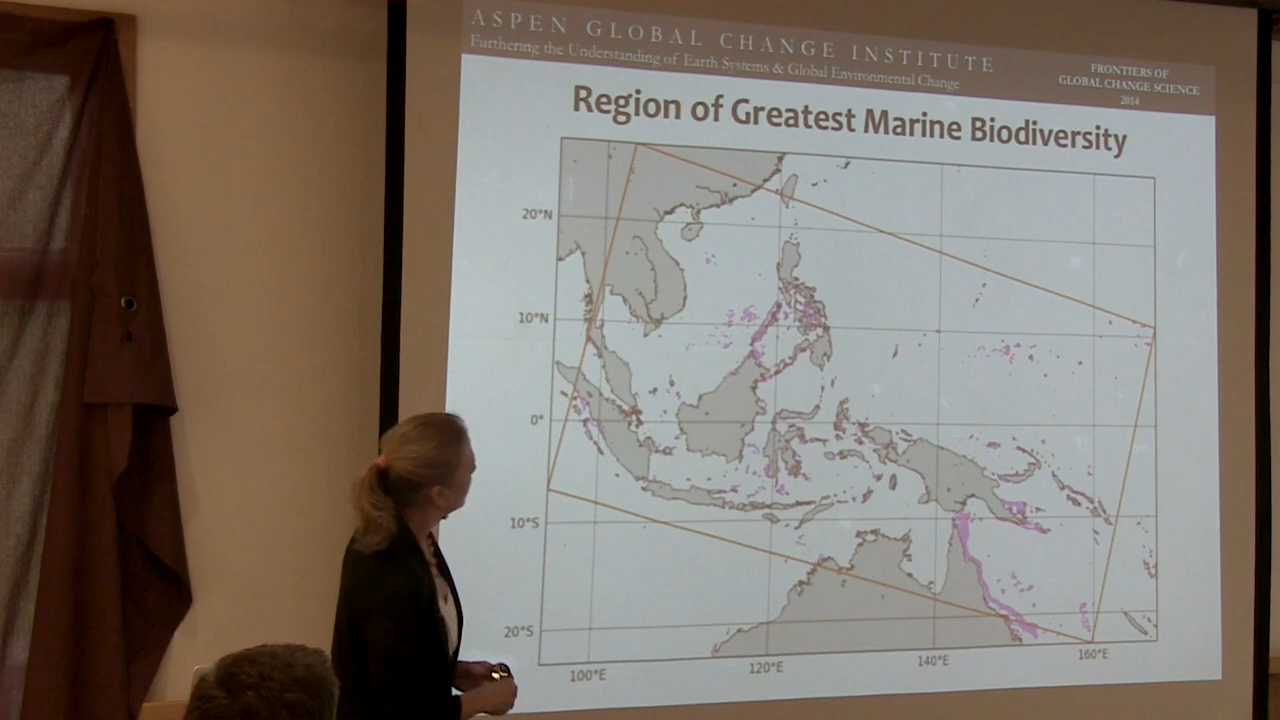 ASPEN GLOBAL CHANGE INSTITUTE
Furthering the Understanding of Earth Systems & Global Environmental Change
FRONTIERS OF
GLOBAL CHANGE SCIENCE
2014
Region of Greatest Marine Biodiversity
20°N
10°N
0°
10°S
20°S
100°E
120°E
140°E
160°E